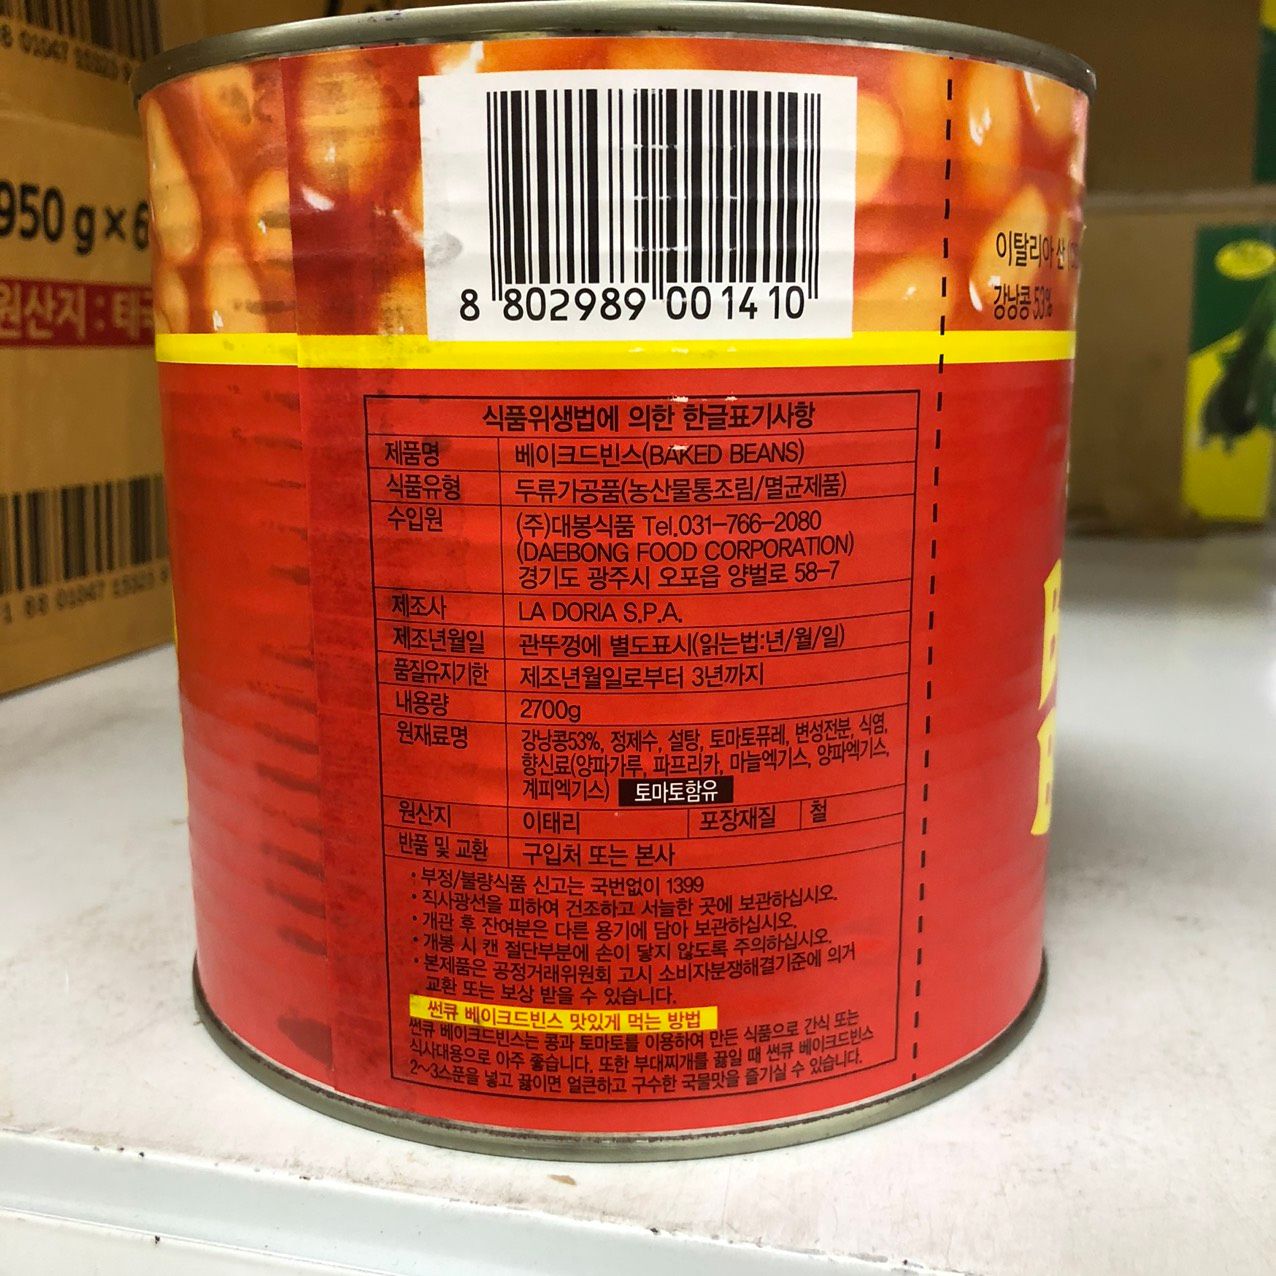 8 01047
950 g×6
원산지 : 태국
1 88 01047
8 802989 001410
이탈리아 산
강낭콩 53%
식품위생법에 의한 한글표기사항
제품명 베이크드빈스(BAKED BEANS)
식품유형 두류가공품(농산물통조림/멸균제품)
수입원 (주)대봉식품 Tel.031-766-2080
(DAEBONG FOOD CORPORATION)
경기도 광주시 오포읍 양벌로 58-7
제조사 LA DORIA S.P.A.
제조년월일 관뚜껑에 별도표시(읽는법:년/월/일)
품질유지기한 제조년월일로부터 3년까지
내용량 2700g
원재료명 강낭콩53%, 정제수, 설탕, 토마토퓨레, 변성전분, 식염,
향신료(양파가루, 파프리카, 마늘엑기스, 양파엑기스,
계피엑기스) 토마토함유
원산지 이태리 포장재질 철
반품 및 교환 구입처 또는 본사
• 부정/불량식품 신고는 국번없이 1399
• 직사광선을 피하여 건조하고 서늘한 곳에 보관하십시오.
• 개관 후 잔여분은 다른 용기에 담아 보관하십시오.
• 개봉 시 캔 절단부분에 손이 닿지 않도록 주의하십시오.
• 본제품은 공정거래위원회 고시 소비자분쟁해결기준에 의거
교환 또는 보상 받을 수 있습니다.
썬큐 베이크드빈스 맛있게 먹는 방법
썬큐 베이크드빈스는 콩과 토마토를 이용하여 만든 식품으로 간식 또는
식사대용으로 아주 좋습니다. 또한 부대찌개를 끓일 때 썬큐 베이크드빈스
2~3스푼을 넣고 끓이면 얼큰하고 구수한 국물맛을 즐기실 수 있습니다.